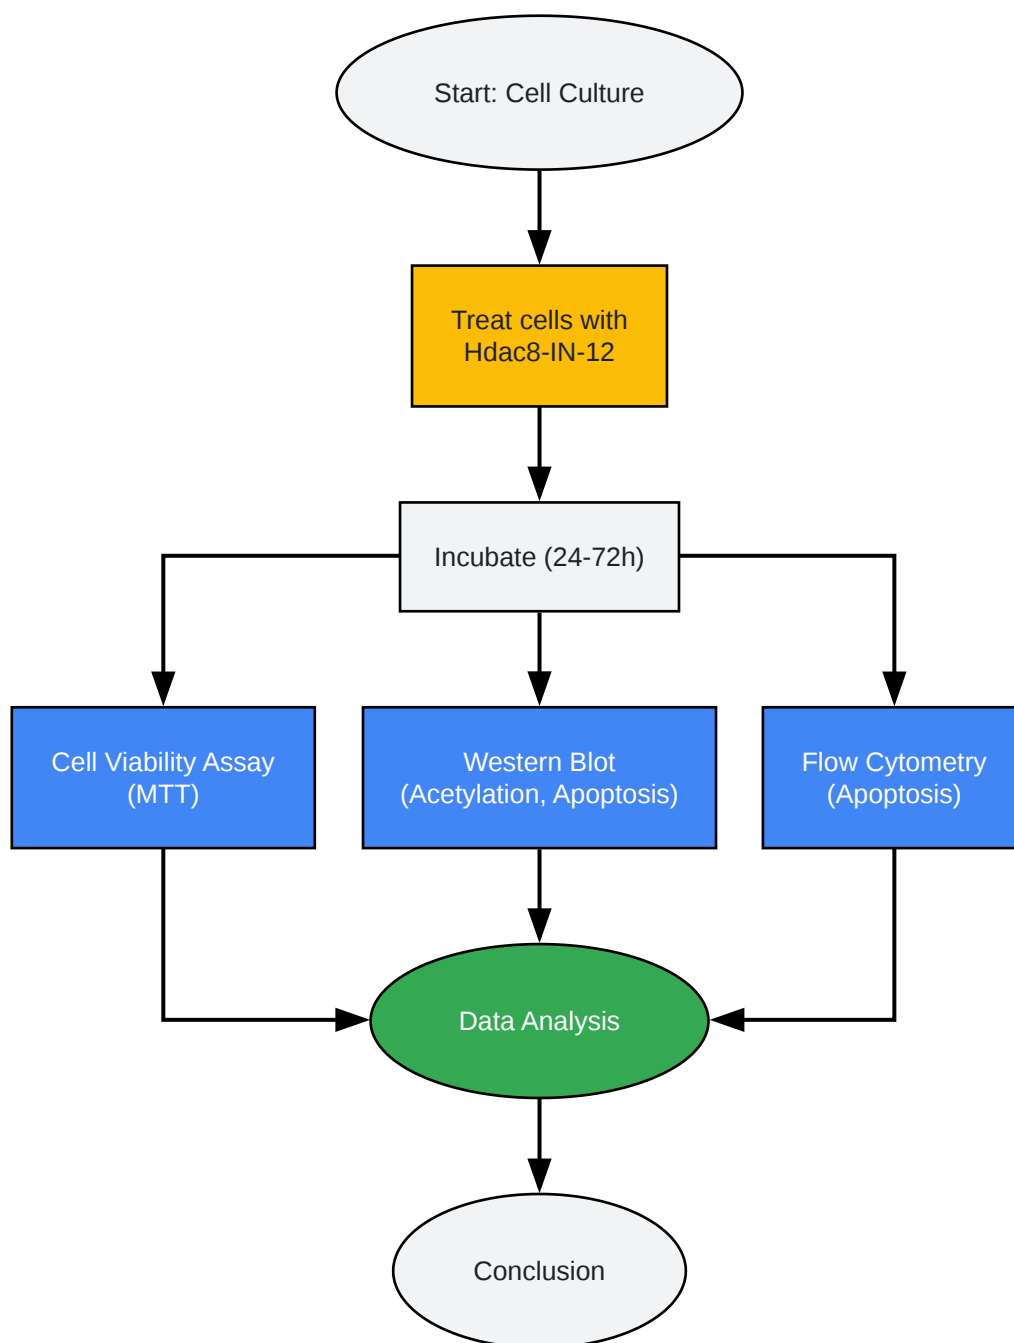 Start: Cell Culture
Treat cells with
Hdac8-IN-12
Incubate (24-72h)
Cell Viability Assay
(MTT)
Western Blot
(Acetylation, Apoptosis)
Flow Cytometry
(Apoptosis)
Data Analysis
Conclusion